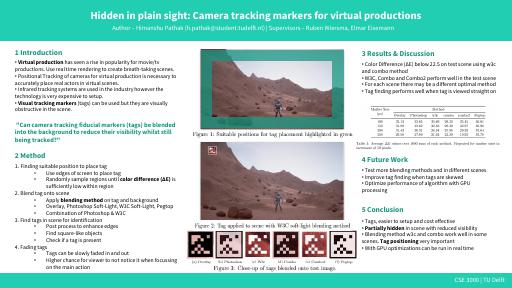 Hidden in plain sight: Camera tracking markers for virtual productions
Author - Himanshu Pathak (h.pathak@student.tudelft.nl) | Supervisors - Ruben Wiersma, Elmar Eisemann
1 Introduction
• Virtual production has seen a rise in popularity for movie/tv
productions. Use real time rendering to create breath-taking scenes.
• Positional Tracking of cameras for virtual production is necessary to
accurately place real actors in virtual scenes.
• Infrared tracking systems are used in the industry however the
technology is very expensive to setup.
• Visual tracking markers (tags) can be used but they are visually
obstructive in the scene.
"Can camera tracking fiducial markers (tags) be blended
into the background to reduce their visibility whilst still
being tracked?"
2 Method
1. Finding suitable position to place tag
• Use edges of screen to place tag
• Randomly sample regions until color difference (ΔE) is
sufficiently low within region
2. Blend tag onto scene
• Apply blending method on tag and background
• Overlay, Photoshop Soft-Light, W3C Soft-Light, Pegtop
• Combination of Photoshop & W3C
3. Find tags in scene for identification
• Post process to enhance edges
• Find square-like objects
• Check if a tag is present
4. Fading tags
• Tags can be slowly faded in and out
• Higher chance for viewer to not notice it when focussing
on the main action
Figure 1: Suitable positions for tag placement highlighted in green
Figure 2: Tag applied to scene with W3C soft-light blending method
(a) Overlay (b) Photoshop (c) W3C (d) Combo (e) Combo2 (f) Pegtop
Figure 3: Close-up of tags blended onto test image.
3 Results & Discussion
• Color Difference (ΔE) below 22.5 on test scene using w3c
and combo method
• W3C, Combo and Combo2 perform well in the scene
• For each scene there may be a different optimal method
• Tag finding performs well when tag is viewed straight on
4 Future Work
• Test more blending methods and in different scenes
• Improve tag finding when tags are skewed
• Optimize performance of algorithm with GPU
processing
5 Conclusion
• Tags, easier to setup and cost effective
• Partially hidden in scene with reduced visibility
• Blending method w3c and combo work well in some
scenes. Tag positioning very important
• With GPU optimizations can be run in real time
CSE 3000 | TU Delft